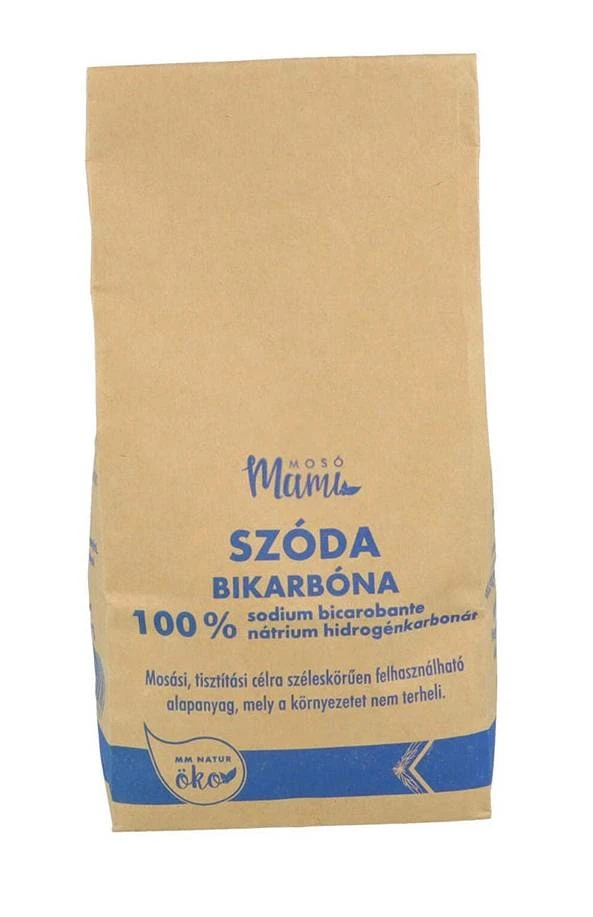 MOSÓ
Mami
SZÓDA
BIKARBÓNA
100 % sodium bicarobante
nátrium hidrogénkarbonát
Mosási, tisztítási célra széleskörűen felhasználható
alapanyag, mely a környezetet nem terheli.
MM NATUR
öko